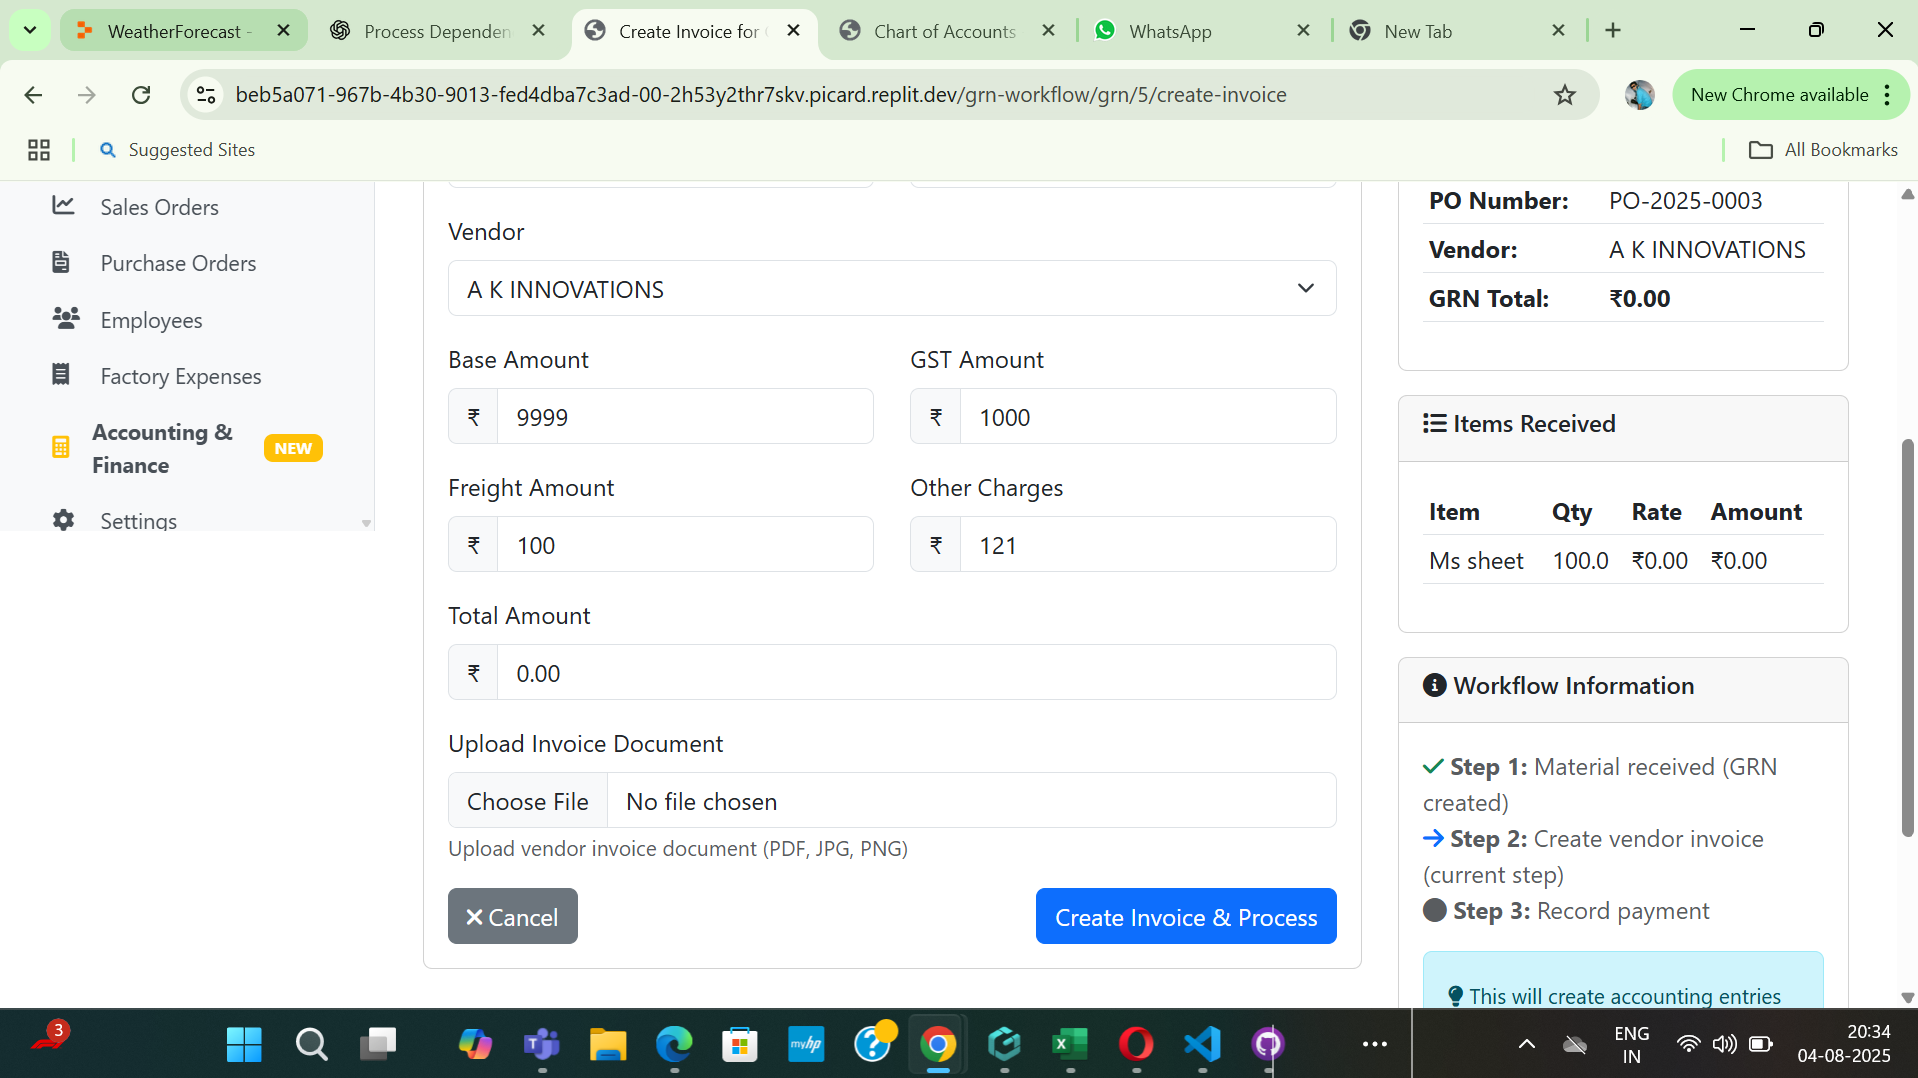 WeatherForecast -
Process Dependen
Create Invoice for
Chart of Accounts
WhatsApp
New Tab
beb5a071-967b-4b30-9013-fed4dba7c3ad-00-2h53y2thr7skv.picard.replit.dev/grn-workflow/grn/5/create-invoice
New Chrome available
Suggested Sites
All Bookmarks
Sales Orders
Purchase Orders
Employees
Factory Expenses
Accounting &
Finance
NEW
Settings
Vendor
A K INNOVATIONS
Base Amount
GST Amount
₹ 9999
₹ 1000
Freight Amount
Other Charges
₹ 100
₹ 121
Total Amount
₹ 0.00
Upload Invoice Document
Choose File No file chosen
Upload vendor invoice document (PDF, JPG, PNG)
Cancel
Create Invoice & Process
PO Number: PO-2025-0003
Vendor: A K INNOVATIONS
GRN Total: ₹0.00
Items Received
Item Qty Rate Amount
Ms sheet 100.0 ₹0.00 ₹0.00
Workflow Information
Step 1: Material received (GRN
created)
Step 2: Create vendor invoice
(current step)
Step 3: Record payment
This will create accounting entries
3
myhp
ENG
IN
20:34
04-08-2025